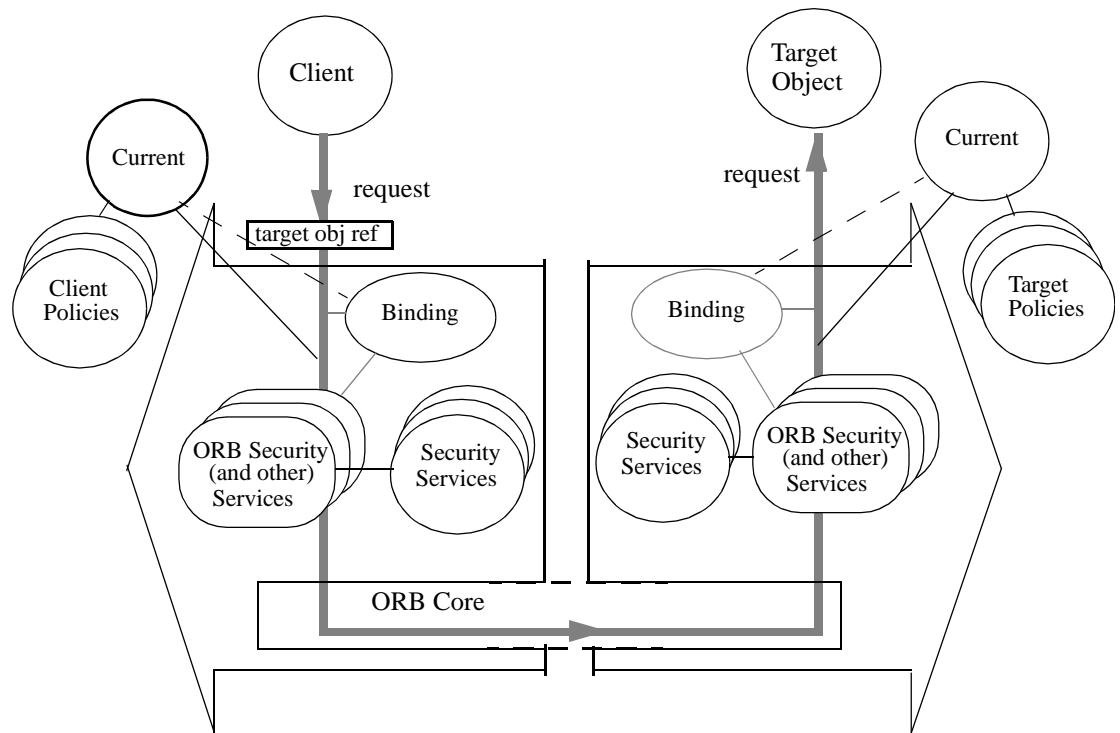 Client
Target
Object
Current
Current
request
request
target obj ref
Client
Policies
Target
Policies
Binding
Binding
ORB Security
(and other)
Services
Security
Services
Security
Services
ORB Security
(and other)
Services
ORB Core